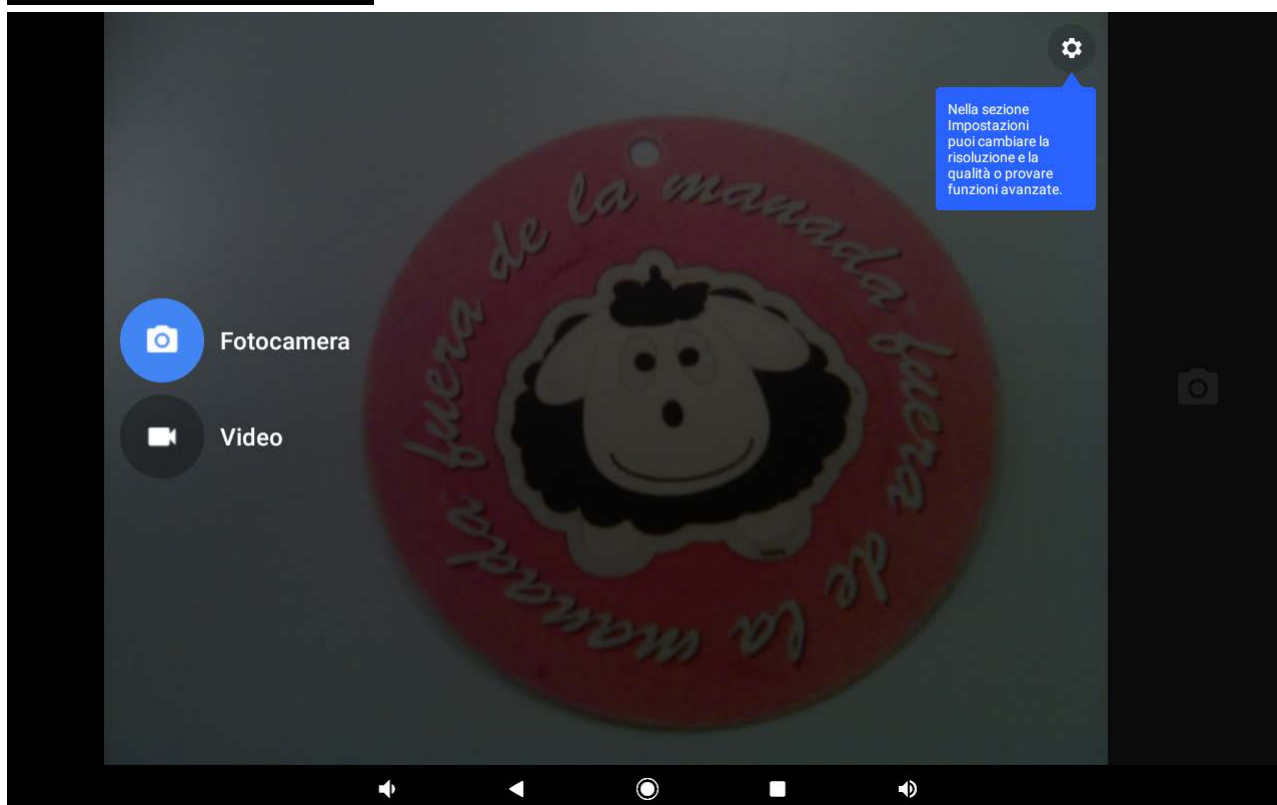 Nella sezione
Impostazioni
puoi cambiare la
risoluzione e la
qualità o provare
funzioni avanzate.
Fotocamera
Video
fuera de la manada fuera de la manada